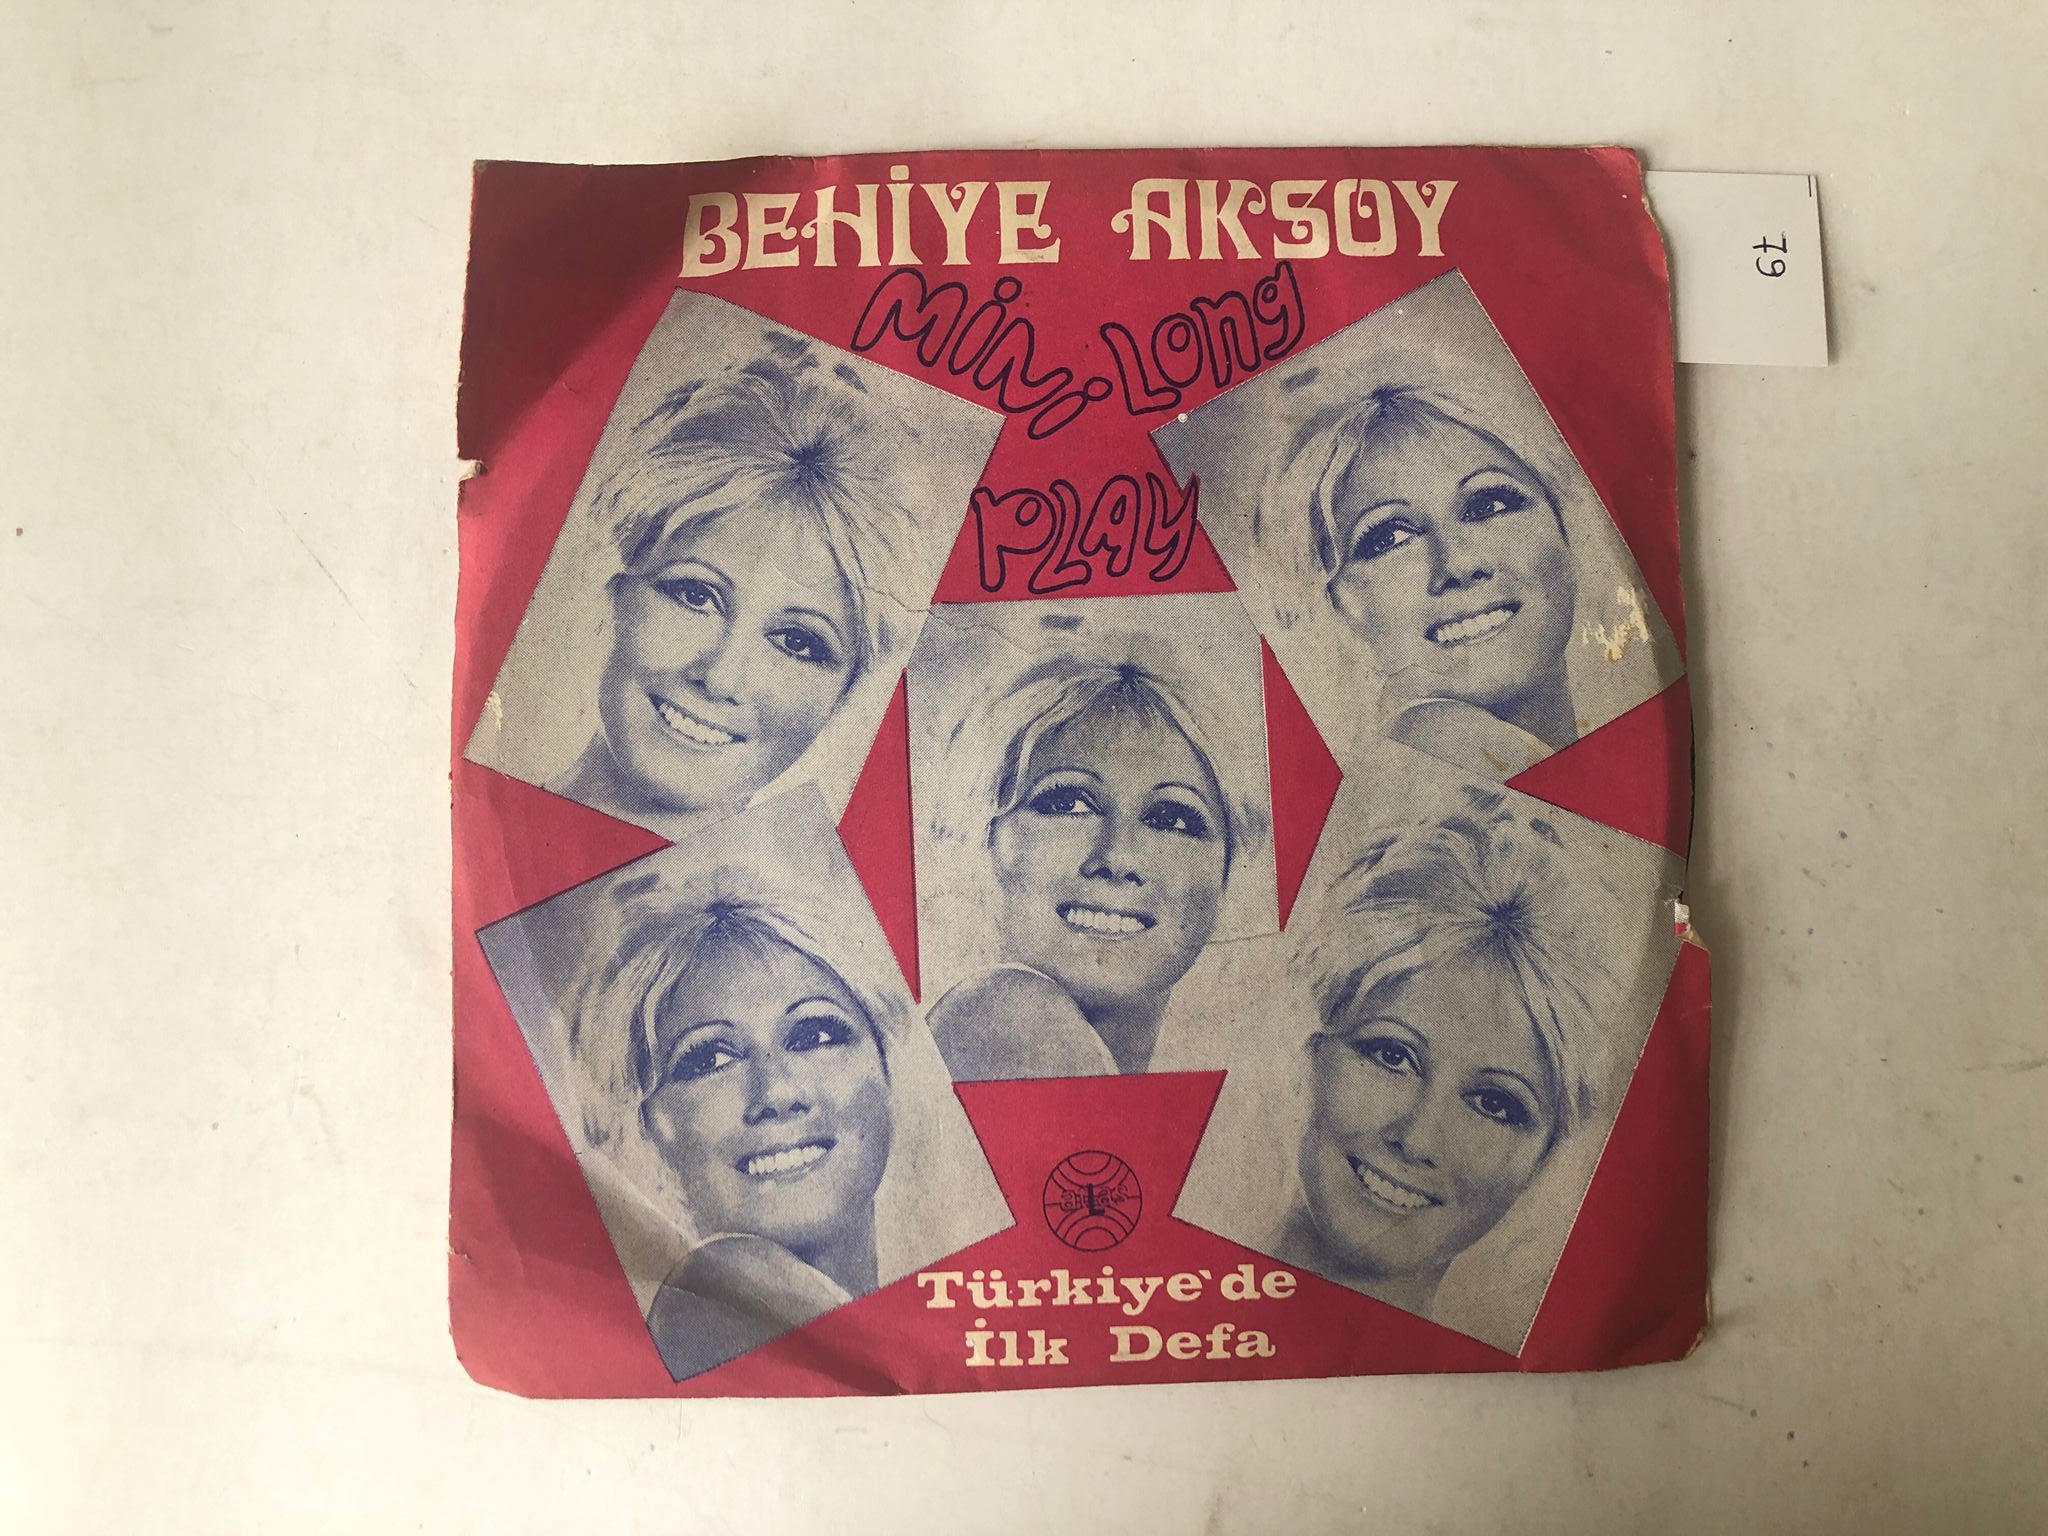 BEHİYE AKSOY
Mini-Long
PLAY
Türkiye'de
İlk Defa
79